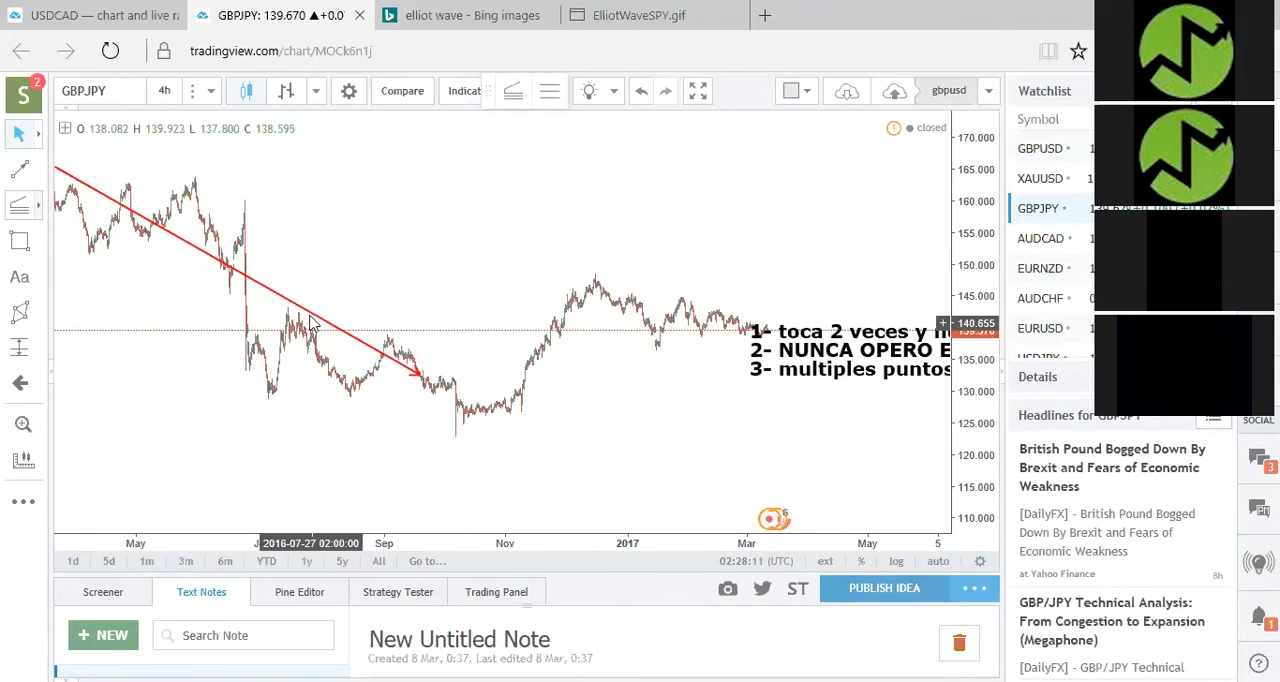 USDCAD — chart and live ra
GBPJPY: 139.670 ▲+0.0
elliot wave - Bing images
ElliotWaveSPY.gif
tradingview.com/chart/MOCk6n1j
S
2
GBPJPY
4h
Compare
Indicat
gbpusd
Watchlist
O 138.082 H 139.923 L 137.800 C 138.595
closed
Symbol
GBPUSD
XAUUSD
GBPJPY
AUDCAD
EURNZD
AUDCHF
EURUSD
Aa
170.000
165.000
160.000
155.000
150.000
145.000
140.655
135.000
130.000
125.000
120.000
115.000
110.000
1- toca 2 veces y
2- NUNCA OPERO E
3- multiples puntos
Details
Headlines for GBPJPY
SOCIAL
British Pound Bogged Down By
Brexit and Fears of Economic
Weakness
[DailyFX] - British Pound Bogged
Down By Brexit and Fears of
Economic Weakness
at Yahoo Finance
8h
GBP/JPY Technical Analysis:
From Congestion to Expansion
(Megaphone)
[DailyFX] - GBP/JPY Technical
3
1
6
May
2016-07-27 02:00:00
Sep
Nov
2017
Mar
May
5
1d 5d 1m 3m 6m YTD 1y 5y All Go to...
02:28:11 (UTC) ext % log auto
Screener
Text Notes
Pine Editor
Strategy Tester
Trading Panel
ST
PUBLISH IDEA
+ NEW
Search Note
New Untitled Note
Created 8 Mar, 0:37. Last edited 8 Mar, 0:37